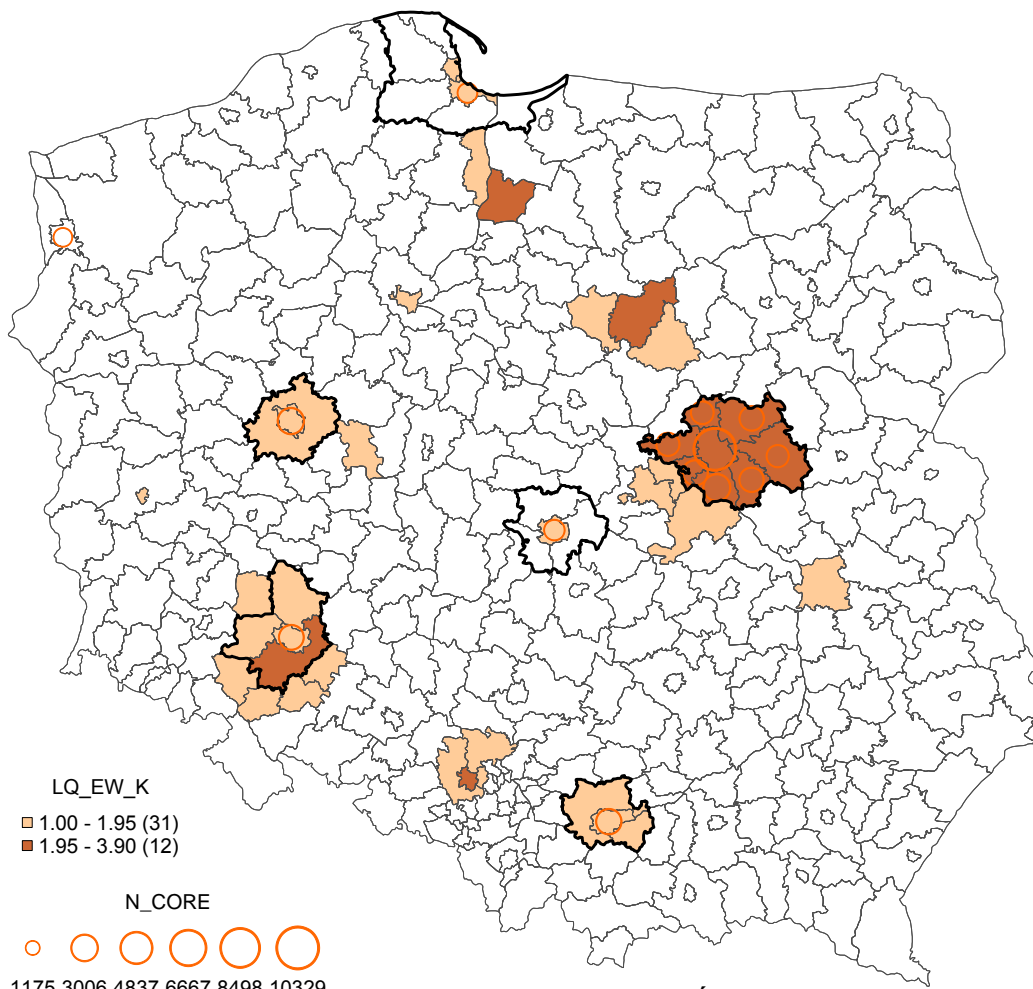 LQ_EW_K
1.00 - 1.95 (31)
1.95 - 3.90 (12)
N_CORE
1175 3006 4837 6667 8498 10329